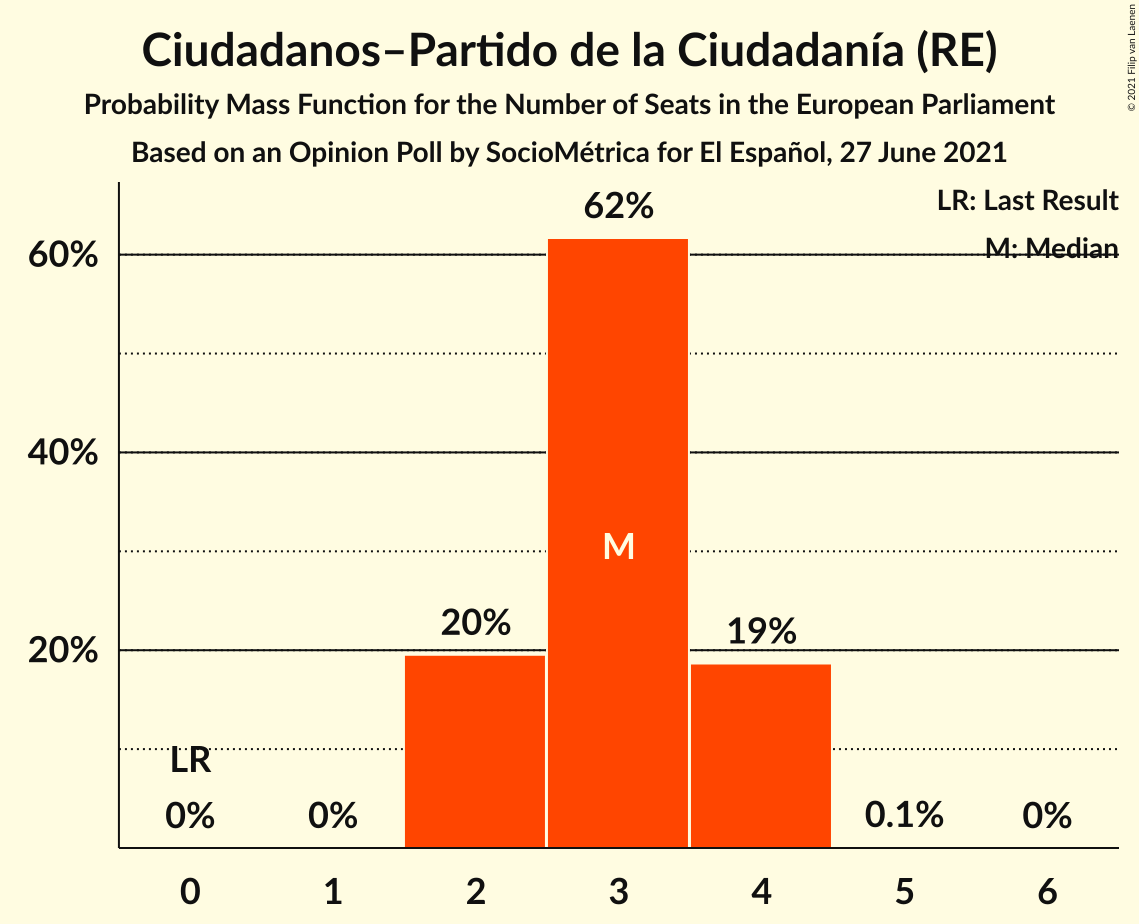 Ciudadanos–Partido de la Ciudadanía (RE)
Probability Mass Function for the Number of Seats in the European Parliament
Based on an Opinion Poll by SocioMétrica for El Español, 27 June 2021
© 2021 Filip van Laenen
LR: Last Result
M: Median
62%
60%
40%
M
20%
19%
20%
LR
0%
0%
0.1%
0%
0 1 2 3 4 5 6